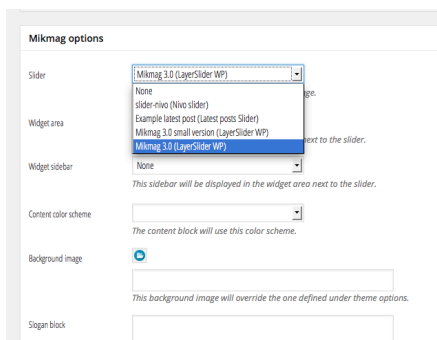 Mikmag options
Slider
Mikmag 3.0 (LayerSlider WP)
None
slider-nivo (Nivo slider)
Example latest post (Latest posts Slider)
Mikmag 3.0 small version (LayerSlider WP)
Mikmag 3.0 (LayerSlider WP)
Widget area
next to the slider.
Widget sidebar
None
This sidebar will be displayed in the widget area next to the slider.
Content color scheme
The content block will use this color scheme.
Background image
This background image will override the one defined under theme options.
Slogan block